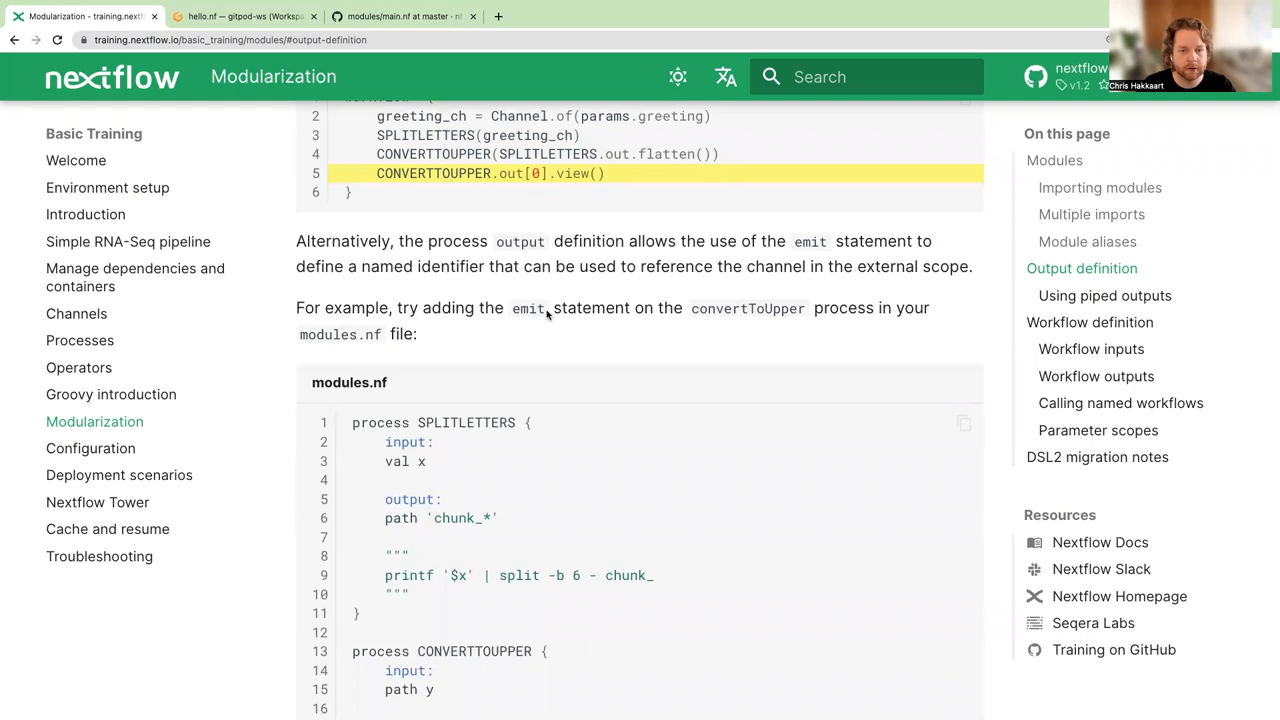 Modularization - training.nextfl
hello.nf — gitpod-ws (Workspa
modules/main.nf at master · nf
training.nextflow.io/basic_training/modules/#output-definition
nextflow
Modularization
Search
nextflow
v1.2
Chris Hakkaart
Basic Training
Welcome
Environment setup
Introduction
Simple RNA-Seq pipeline
Manage dependencies and
containers
Channels
Processes
Operators
Groovy introduction
Modularization
Configuration
Deployment scenarios
Nextflow Tower
Cache and resume
Troubleshooting
2 greeting_ch = Channel.of(params.greeting)
3 SPLITLETTERS(greeting_ch)
4 CONVERTTOUPPER(SPLITLETTERS.out.flatten())
5 CONVERTTOUPPER.out[0].view()
6 }
Alternatively, the process output definition allows the use of the emit statement to
define a named identifier that can be used to reference the channel in the external scope.
For example, try adding the emit statement on the convertToUpper process in your
modules.nf file:
modules.nf
1 process SPLITLETTERS {
2 input:
3 val x
4
5 output:
6 path 'chunk_*'
7
8 """
9 printf '$x' | split -b 6 - chunk_
10 """
11 }
12
13 process CONVERTTOUPPER {
14 input:
15 path y
16
On this page
Modules
Importing modules
Multiple imports
Module aliases
Output definition
Using piped outputs
Workflow definition
Workflow inputs
Workflow outputs
Calling named workflows
Parameter scopes
DSL2 migration notes
Resources
Nextflow Docs
Nextflow Slack
Nextflow Homepage
Seqera Labs
Training on GitHub